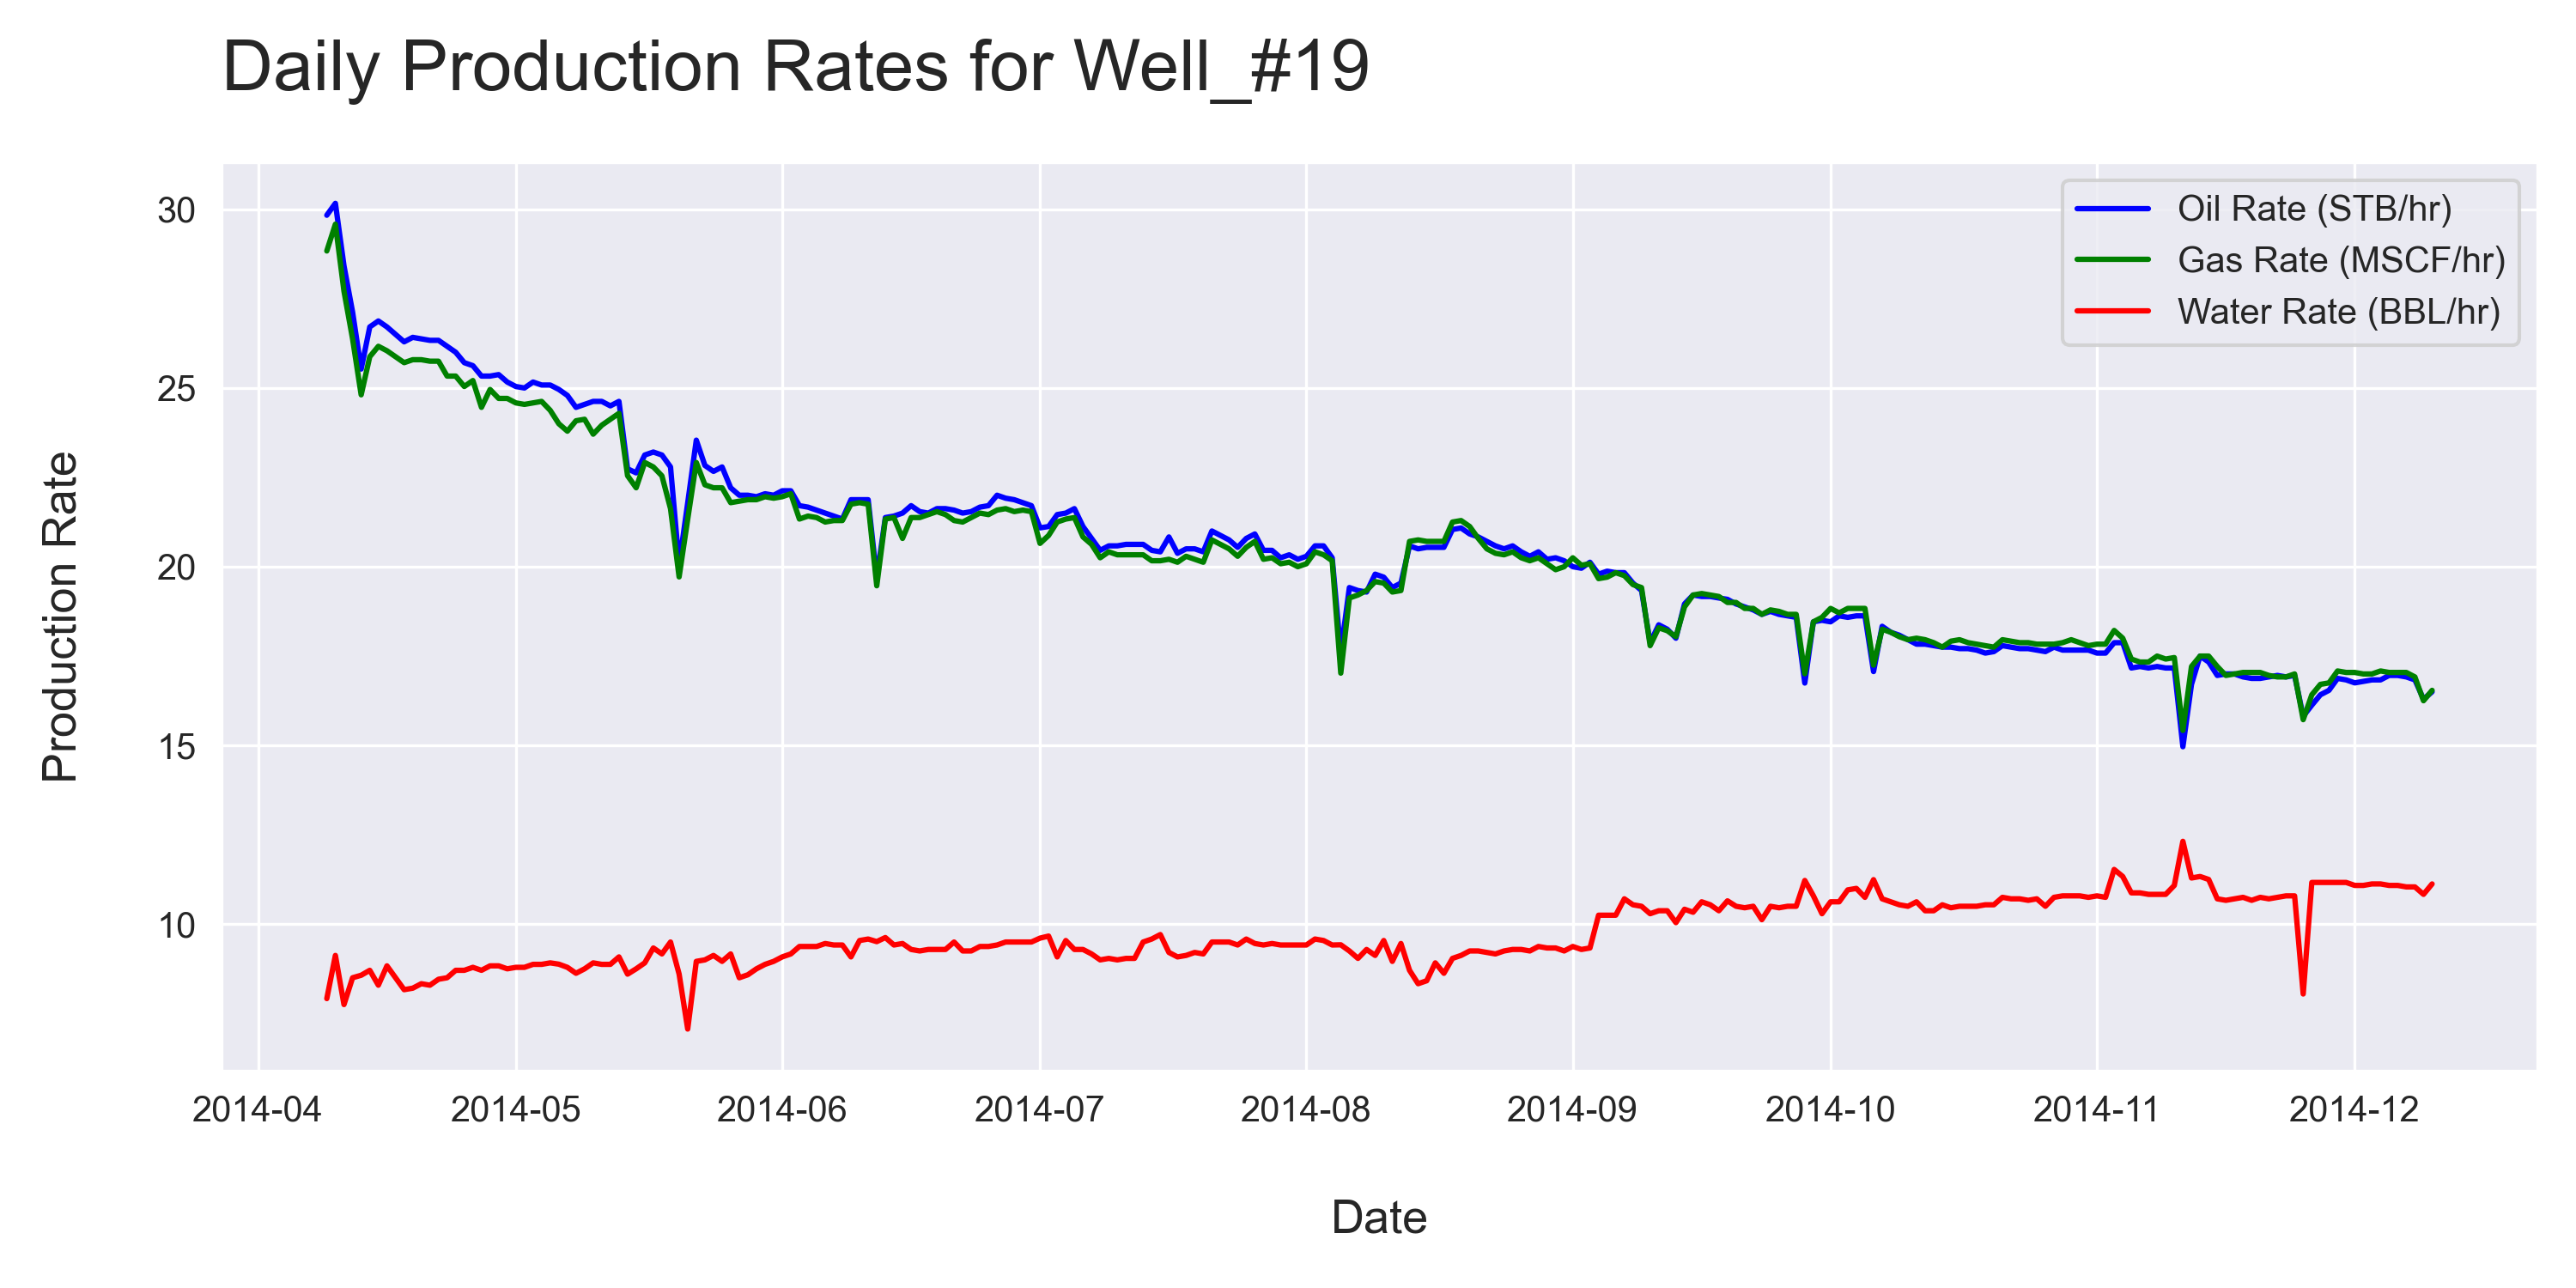 Daily Production Rates for Well_#19
30
25
20
15
10
Production Rate
Oil Rate (STB/hr)
Gas Rate (MSCF/hr)
Water Rate (BBL/hr)
2014-04 2014-05 2014-06 2014-07 2014-08 2014-09 2014-10 2014-11 2014-12
Date